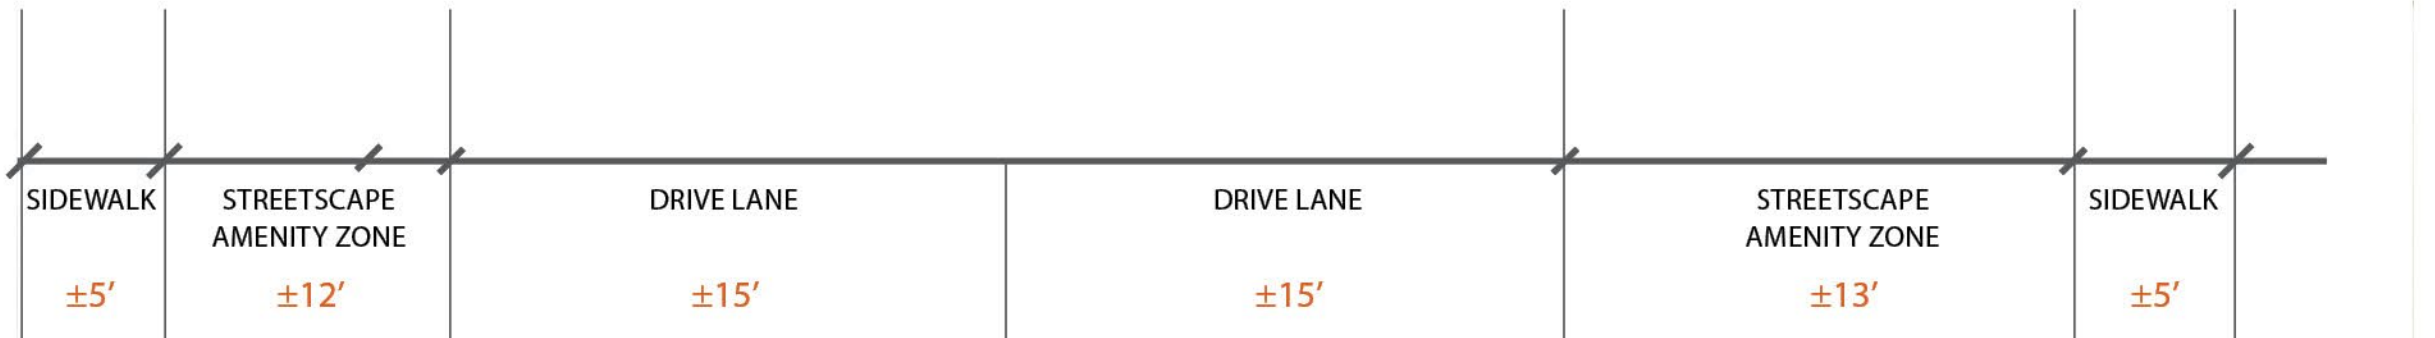 SIDEWALK
STREETSCAPE
AMENITY ZONE
DRIVE LANE
DRIVE LANE
STREETSCAPE
AMENITY ZONE
SIDEWALK
±5′
±12′
±15′
±15′
±13′
±5′